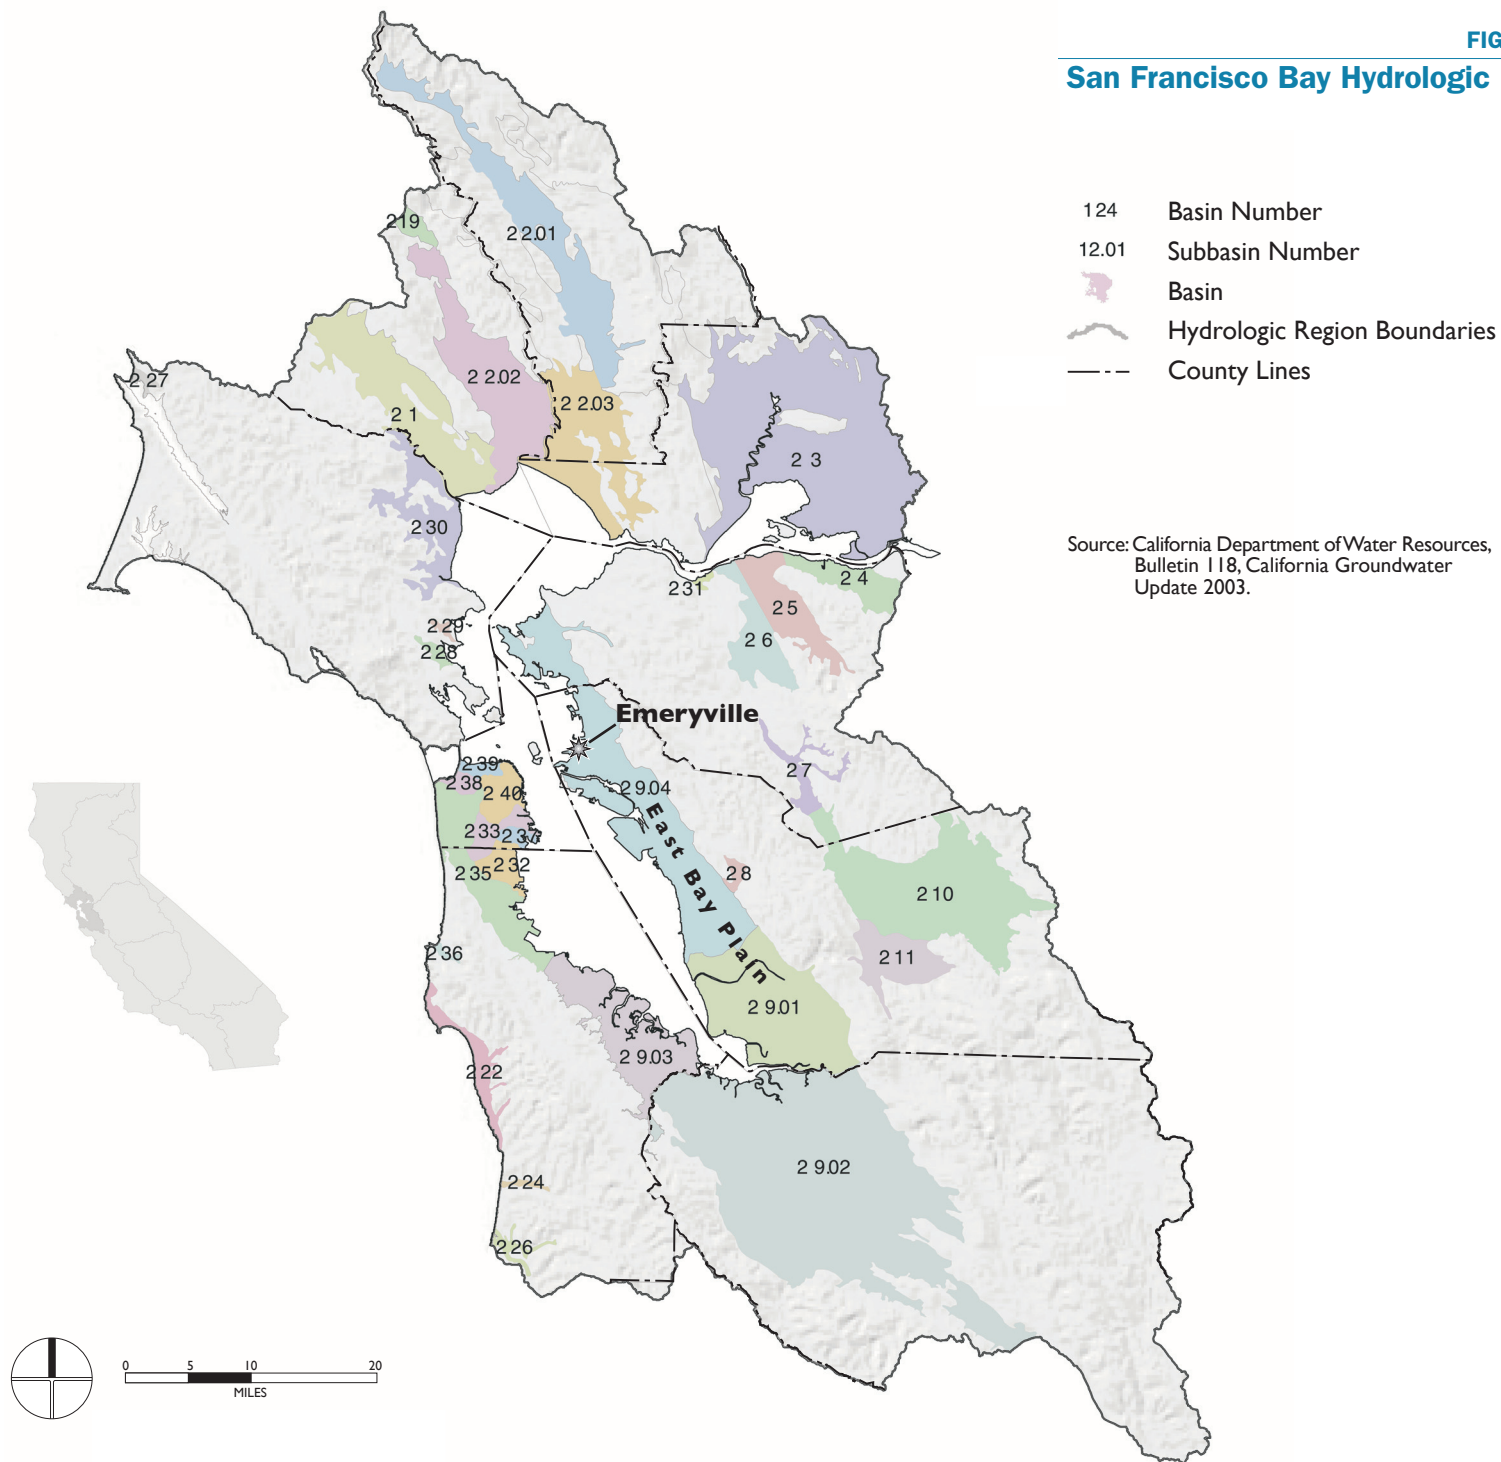 FIG
San Francisco Bay Hydrologic
124 Basin Number
12.01 Subbasin Number
Basin
Hydrologic Region Boundaries
County Lines
Source: California Department of Water Resources,
Bulletin 118, California Groundwater
Update 2003.
2 19
2 2.01
2 27
2 1
2 2.02
2 2.03
2 3
2 30
2 31
2 4
2 5
2 6
2 29
2 28
Emeryville
2 39
2 38
2 40
2 7
2 9.04
2 33
2 37
2 32
2 35
East Bay Plain
2 8
2 10
2 36
2 11
2 9.01
2 9.03
2 22
2 9.02
2 24
2 26
0 5 10 20
MILES